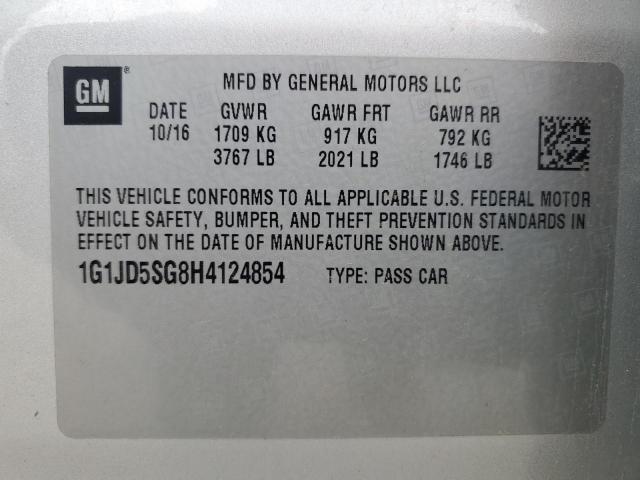 GM ® MFD BY GENERAL MOTORS LLC
DATE GVWR GAWR FRT GAWR RR
10/16 1709 KG 917 KG 792 KG
3767 LB 2021 LB 1746 LB
THIS VEHICLE CONFORMS TO ALL APPLICABLE U.S. FEDERAL MOTOR
VEHICLE SAFETY, BUMPER, AND THEFT PREVENTION STANDARDS IN
EFFECT ON THE DATE OF MANUFACTURE SHOWN ABOVE.
1G1JD5SG8H4124854 TYPE: PASS CAR